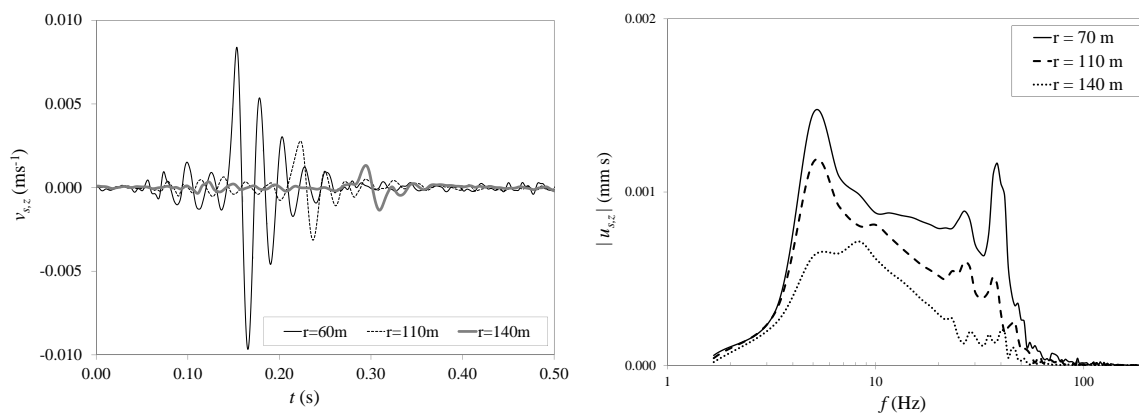 0.010
0.005
0.000
-0.005
-0.010
v_{s,z} (ms^{-1})
r=60m r=110m r=140m
0.00 0.10 0.20 0.30 0.40 0.50
t (s)
0.002
0.001
0.000
| u_{s,z}| (mm s)
r = 70 m
r = 110 m
r = 140 m
1 10 100
f (Hz)